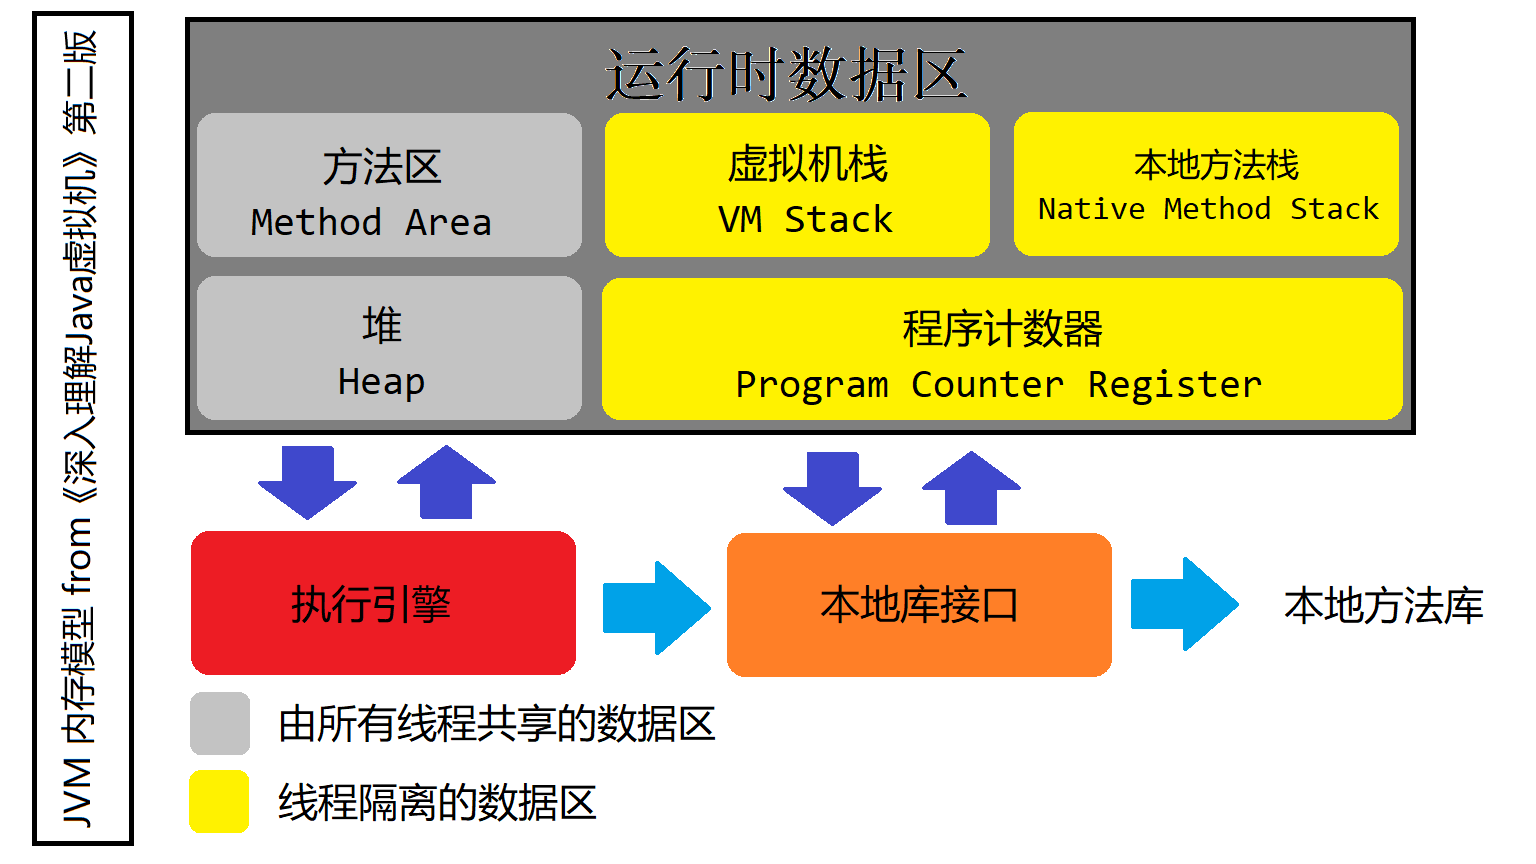 JVM 内存模型 from《深入理解Java虚拟机》第二版
运行时数据区
方法区
Method Area
虚拟机栈
VM Stack
本地方法栈
Native Method Stack
堆
Heap
程序计数器
Program Counter Register
执行引擎
本地库接口
本地方法库
由所有线程共享的数据区
线程隔离的数据区